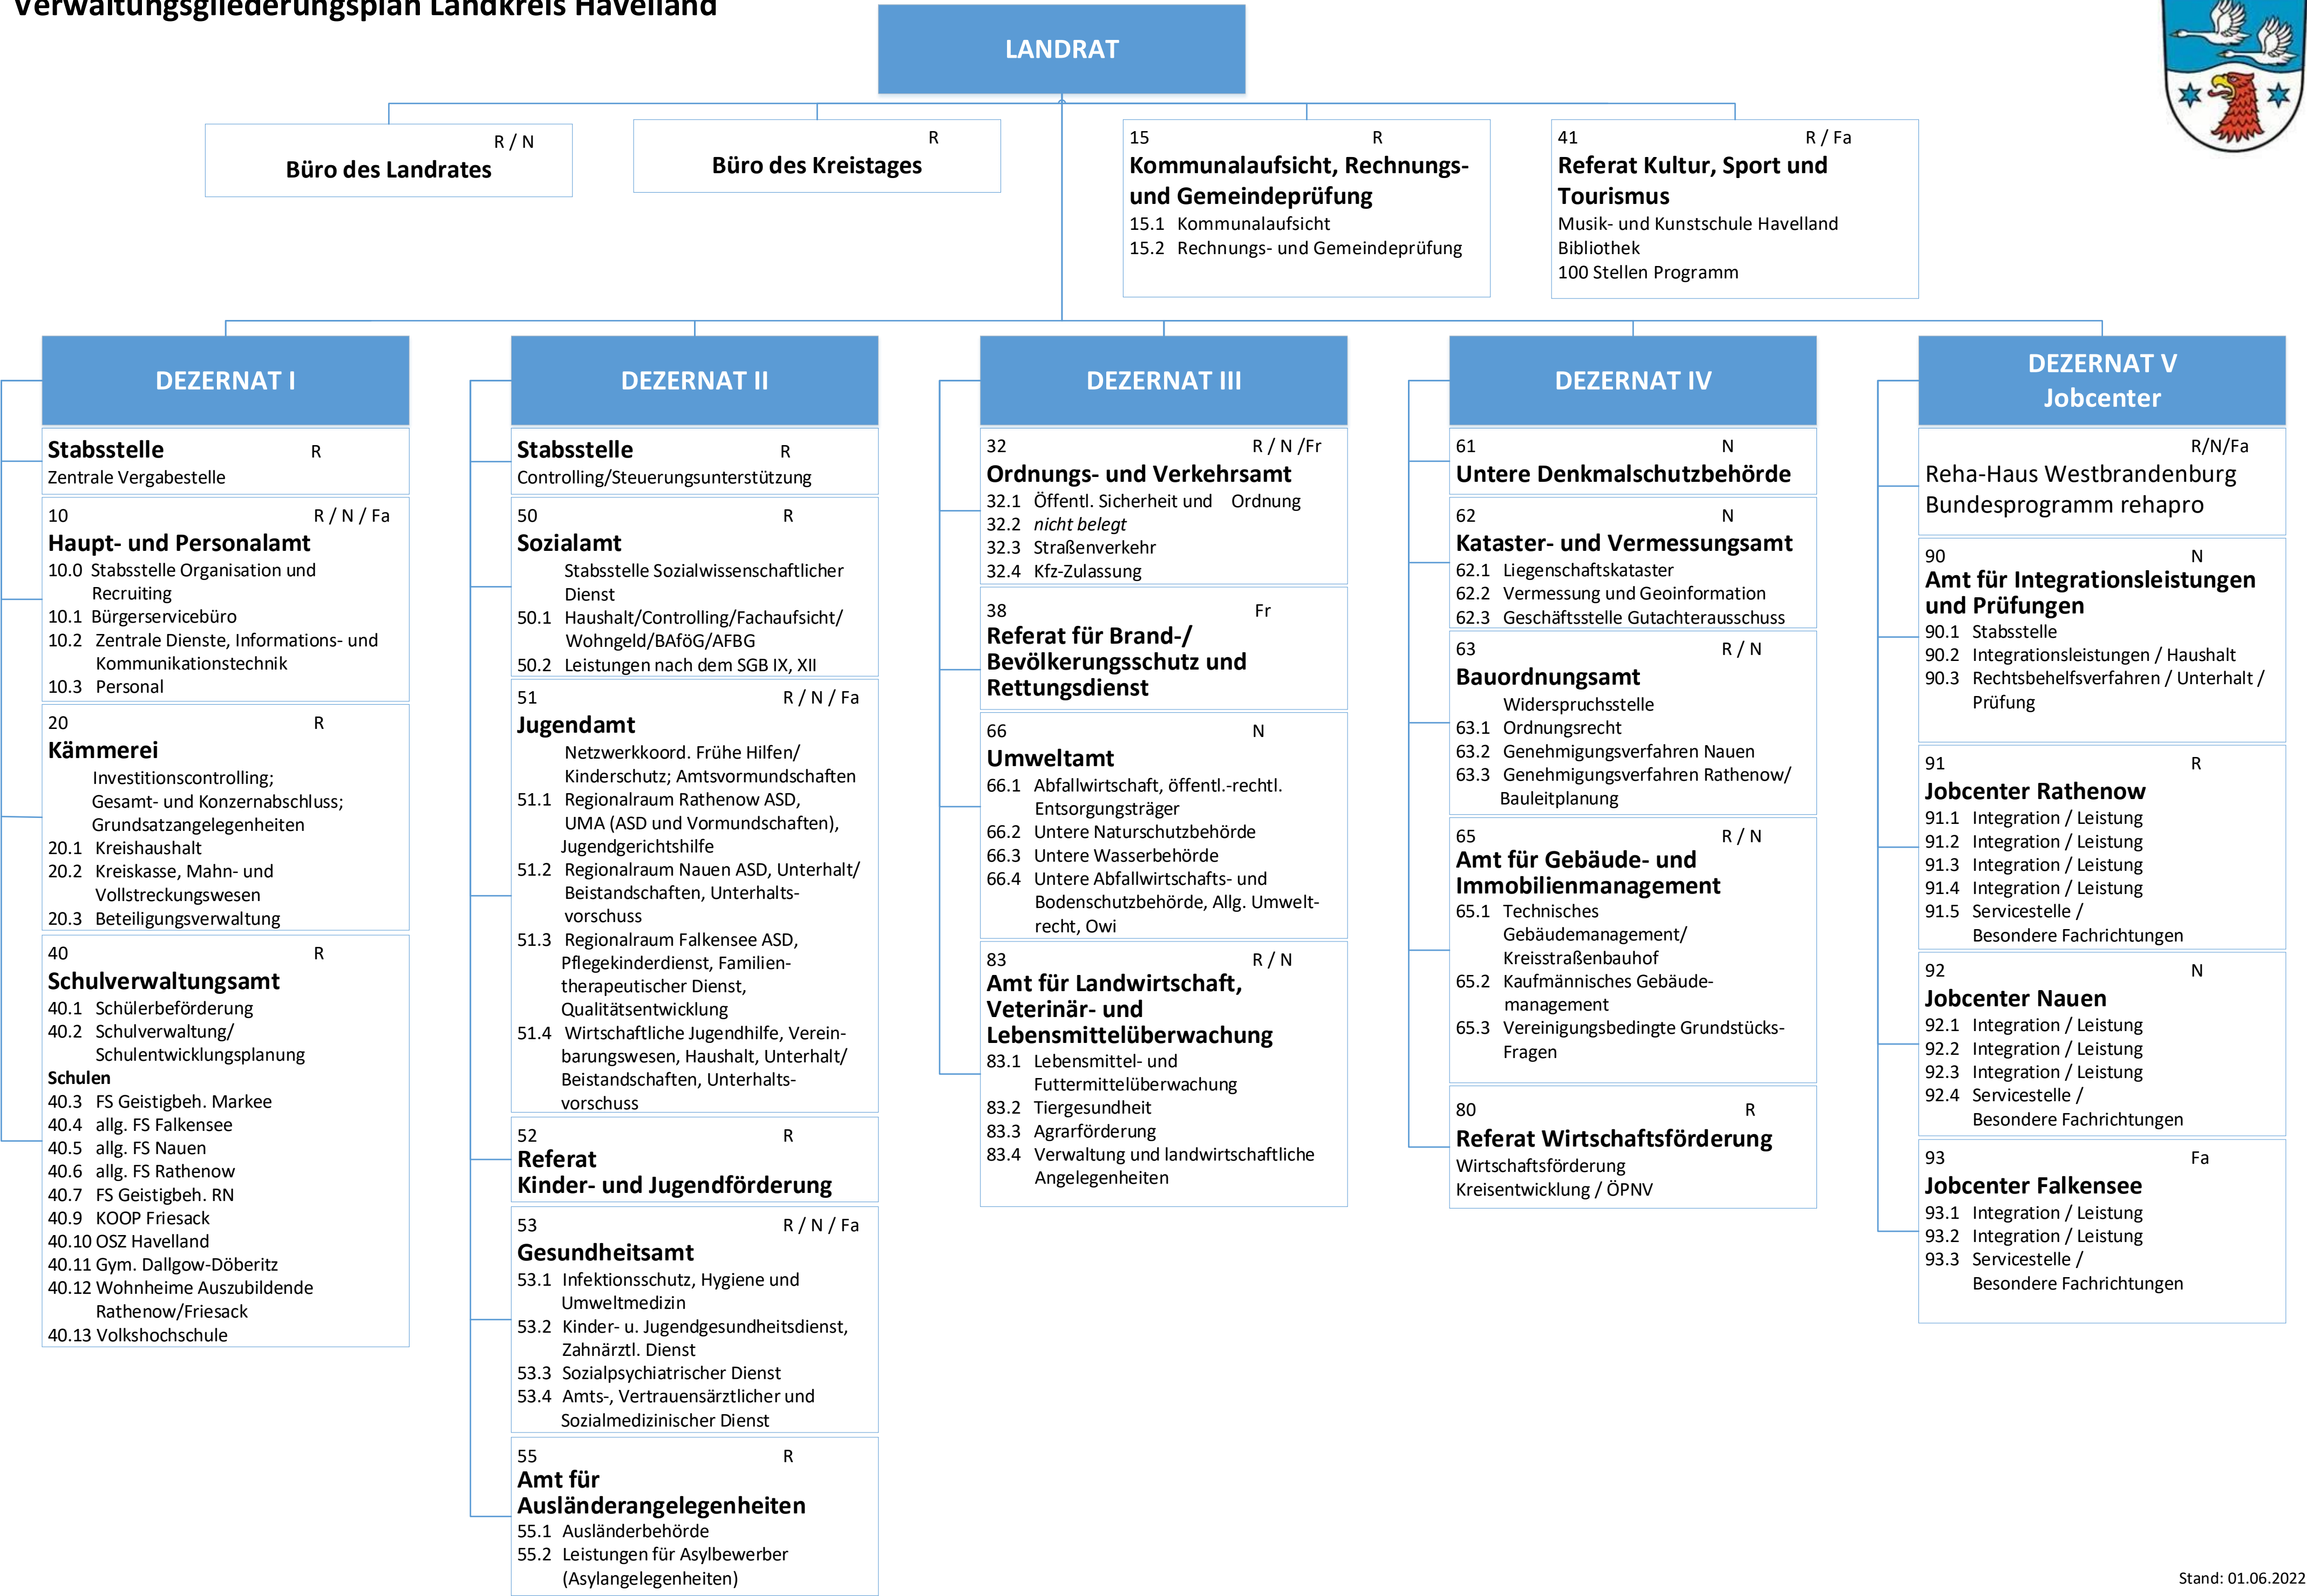 Verwaltungsgliederungsplan Landkreis Havelland
LANDRAT
R / N
Büro des Landrates
R
Büro des Kreistages
15 R
Kommunalaufsicht, Rechnungs-
und Gemeindeprüfung
15.1 Kommunalaufsicht
15.2 Rechnungs- und Gemeindeprüfung
41 R / Fa
Referat Kultur, Sport und
Tourismus
Musik- und Kunstschule Havelland
Bibliothek
100 Stellen Programm
DEZERNAT I
Stabsstelle R
Zentrale Vergabestelle
10 R / N / Fa
Haupt- und Personalamt
10.0 Stabsstelle Organisation und
Recruiting
10.1 Bürgerservicebüro
10.2 Zentrale Dienste, Informations- und
Kommunikationstechnik
10.3 Personal
20 R
Kämmerei
Investitionscontrolling;
Gesamt- und Konzernabschluss;
Grundsatzangelegenheiten
20.1 Kreishaushalt
20.2 Kreiskasse, Mahn- und
Vollstreckungswesen
20.3 Beteiligungsverwaltung
40 R
Schulverwaltungsamt
40.1 Schülerbeförderung
40.2 Schulverwaltung/
Schulentwicklungsplanung
Schulen
40.3 FS Geistigbeh. Markee
40.4 allg. FS Falkensee
40.5 allg. FS Nauen
40.6 allg. FS Rathenow
40.7 FS Geistigbeh. RN
40.9 KOOP Friesack
40.10 OSZ Havelland
40.11 Gym. Dallgow-Döberitz
40.12 Wohnheime Auszubildende
Rathenow/Friesack
40.13 Volkshochschule
DEZERNAT II
Stabsstelle R
Controlling/Steuerungsunterstützung
50 R
Sozialamt
Stabsstelle Sozialwissenschaftlicher
Dienst
50.1 Haushalt/Controlling/Fachaufsicht/
Wohngeld/BAföG/AFBG
50.2 Leistungen nach dem SGB IX, XII
51 R / N / Fa
Jugendamt
Netzwerkkoord. Frühe Hilfen/
Kinderschutz; Amtsvormundschaften
51.1 Regionalraum Rathenow ASD,
UMA (ASD und Vormundschaften),
Jugendgerichtshilfe
51.2 Regionalraum Nauen ASD, Unterhalt/
Beistandschaften, Unterhalts-
vorschuss
51.3 Regionalraum Falkensee ASD,
Pflegekinderdienst, Familien-
therapeutischer Dienst,
Qualitätsentwicklung
51.4 Wirtschaftliche Jugendhilfe, Verein-
barungswesen, Haushalt, Unterhalt/
Beistandschaften, Unterhalts-
vorschuss
52 R
Referat
Kinder- und Jugendförderung
53 R / N / Fa
Gesundheitsamt
53.1 Infektionsschutz, Hygiene und
Umweltmedizin
53.2 Kinder- u. Jugendgesundheitsdienst,
Zahnärztl. Dienst
53.3 Sozialpsychiatrischer Dienst
53.4 Amts-, Vertrauensärztlicher und
Sozialmedizinischer Dienst
55 R
Amt für
Ausländerangelegenheiten
55.1 Ausländerbehörde
55.2 Leistungen für Asylbewerber
(Asylangelegenheiten)
DEZERNAT III
32 R / N /Fr
Ordnungs- und Verkehrsamt
32.1 Öffentl. Sicherheit und Ordnung
32.2 nicht belegt
32.3 Straßenverkehr
32.4 Kfz-Zulassung
38 Fr
Referat für Brand-/
Bevölkerungsschutz und
Rettungsdienst
66 N
Umweltamt
66.1 Abfallwirtschaft, öffentl.-rechtl.
Entsorgungsträger
66.2 Untere Naturschutzbehörde
66.3 Untere Wasserbehörde
66.4 Untere Abfallwirtschafts- und
Bodenschutzbehörde, Allg. Umwelt-
recht, Owi
83 R / N
Amt für Landwirtschaft,
Veterinär- und
Lebensmittelüberwachung
83.1 Lebensmittel- und
Futtermittelüberwachung
83.2 Tiergesundheit
83.3 Agrarförderung
83.4 Verwaltung und landwirtschaftliche
Angelegenheiten
DEZERNAT IV
61 N
Untere Denkmalschutzbehörde
62 N
Kataster- und Vermessungsamt
62.1 Liegenschaftskataster
62.2 Vermessung und Geoinformation
62.3 Geschäftsstelle Gutachterausschuss
63 R / N
Bauordnungsamt
Widerspruchsstelle
63.1 Ordnungsrecht
63.2 Genehmigungsverfahren Nauen
63.3 Genehmigungsverfahren Rathenow/
Bauleitplanung
65 R / N
Amt für Gebäude- und
Immobilienmanagement
65.1 Technisches
Gebäudemanagement/
Kreisstraßenbauhof
65.2 Kaufmännisches Gebäude-
management
65.3 Vereinigungsbedingte Grundstücks-
Fragen
80 R
Referat Wirtschaftsförderung
Wirtschaftsförderung
Kreisentwicklung / ÖPNV
DEZERNAT V
Jobcenter
R/N/Fa
Reha-Haus Westbrandenburg
Bundesprogramm rehapro
90 N
Amt für Integrationsleistungen
und Prüfungen
90.1 Stabsstelle
90.2 Integrationsleistungen / Haushalt
90.3 Rechtsbehelfsverfahren / Unterhalt /
Prüfung
91 R
Jobcenter Rathenow
91.1 Integration / Leistung
91.2 Integration / Leistung
91.3 Integration / Leistung
91.4 Integration / Leistung
91.5 Servicestelle /
Besondere Fachrichtungen
92 N
Jobcenter Nauen
92.1 Integration / Leistung
92.2 Integration / Leistung
92.3 Integration / Leistung
92.4 Servicestelle /
Besondere Fachrichtungen
93 Fa
Jobcenter Falkensee
93.1 Integration / Leistung
93.2 Integration / Leistung
93.3 Servicestelle /
Besondere Fachrichtungen
Stand: 01.06.2022